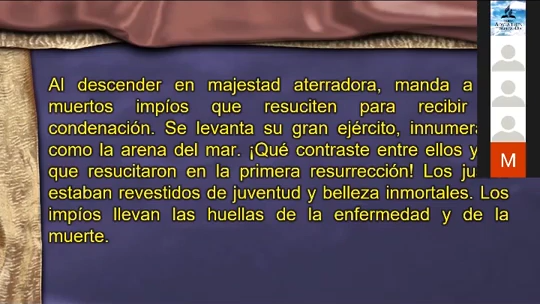 Al descender en majestad aterradora, manda a
muertos impíos que resuciten para recibir
condenación. Se levanta su gran ejército,
como la arena del mar. ¡Qué contraste entre ellos y
que resucitaron en la primera resurrección! Los
estaban revestidos de juventud y belleza inmortales. Los
impíos llevan las huellas de la enfermedad y de la
muerte.
M